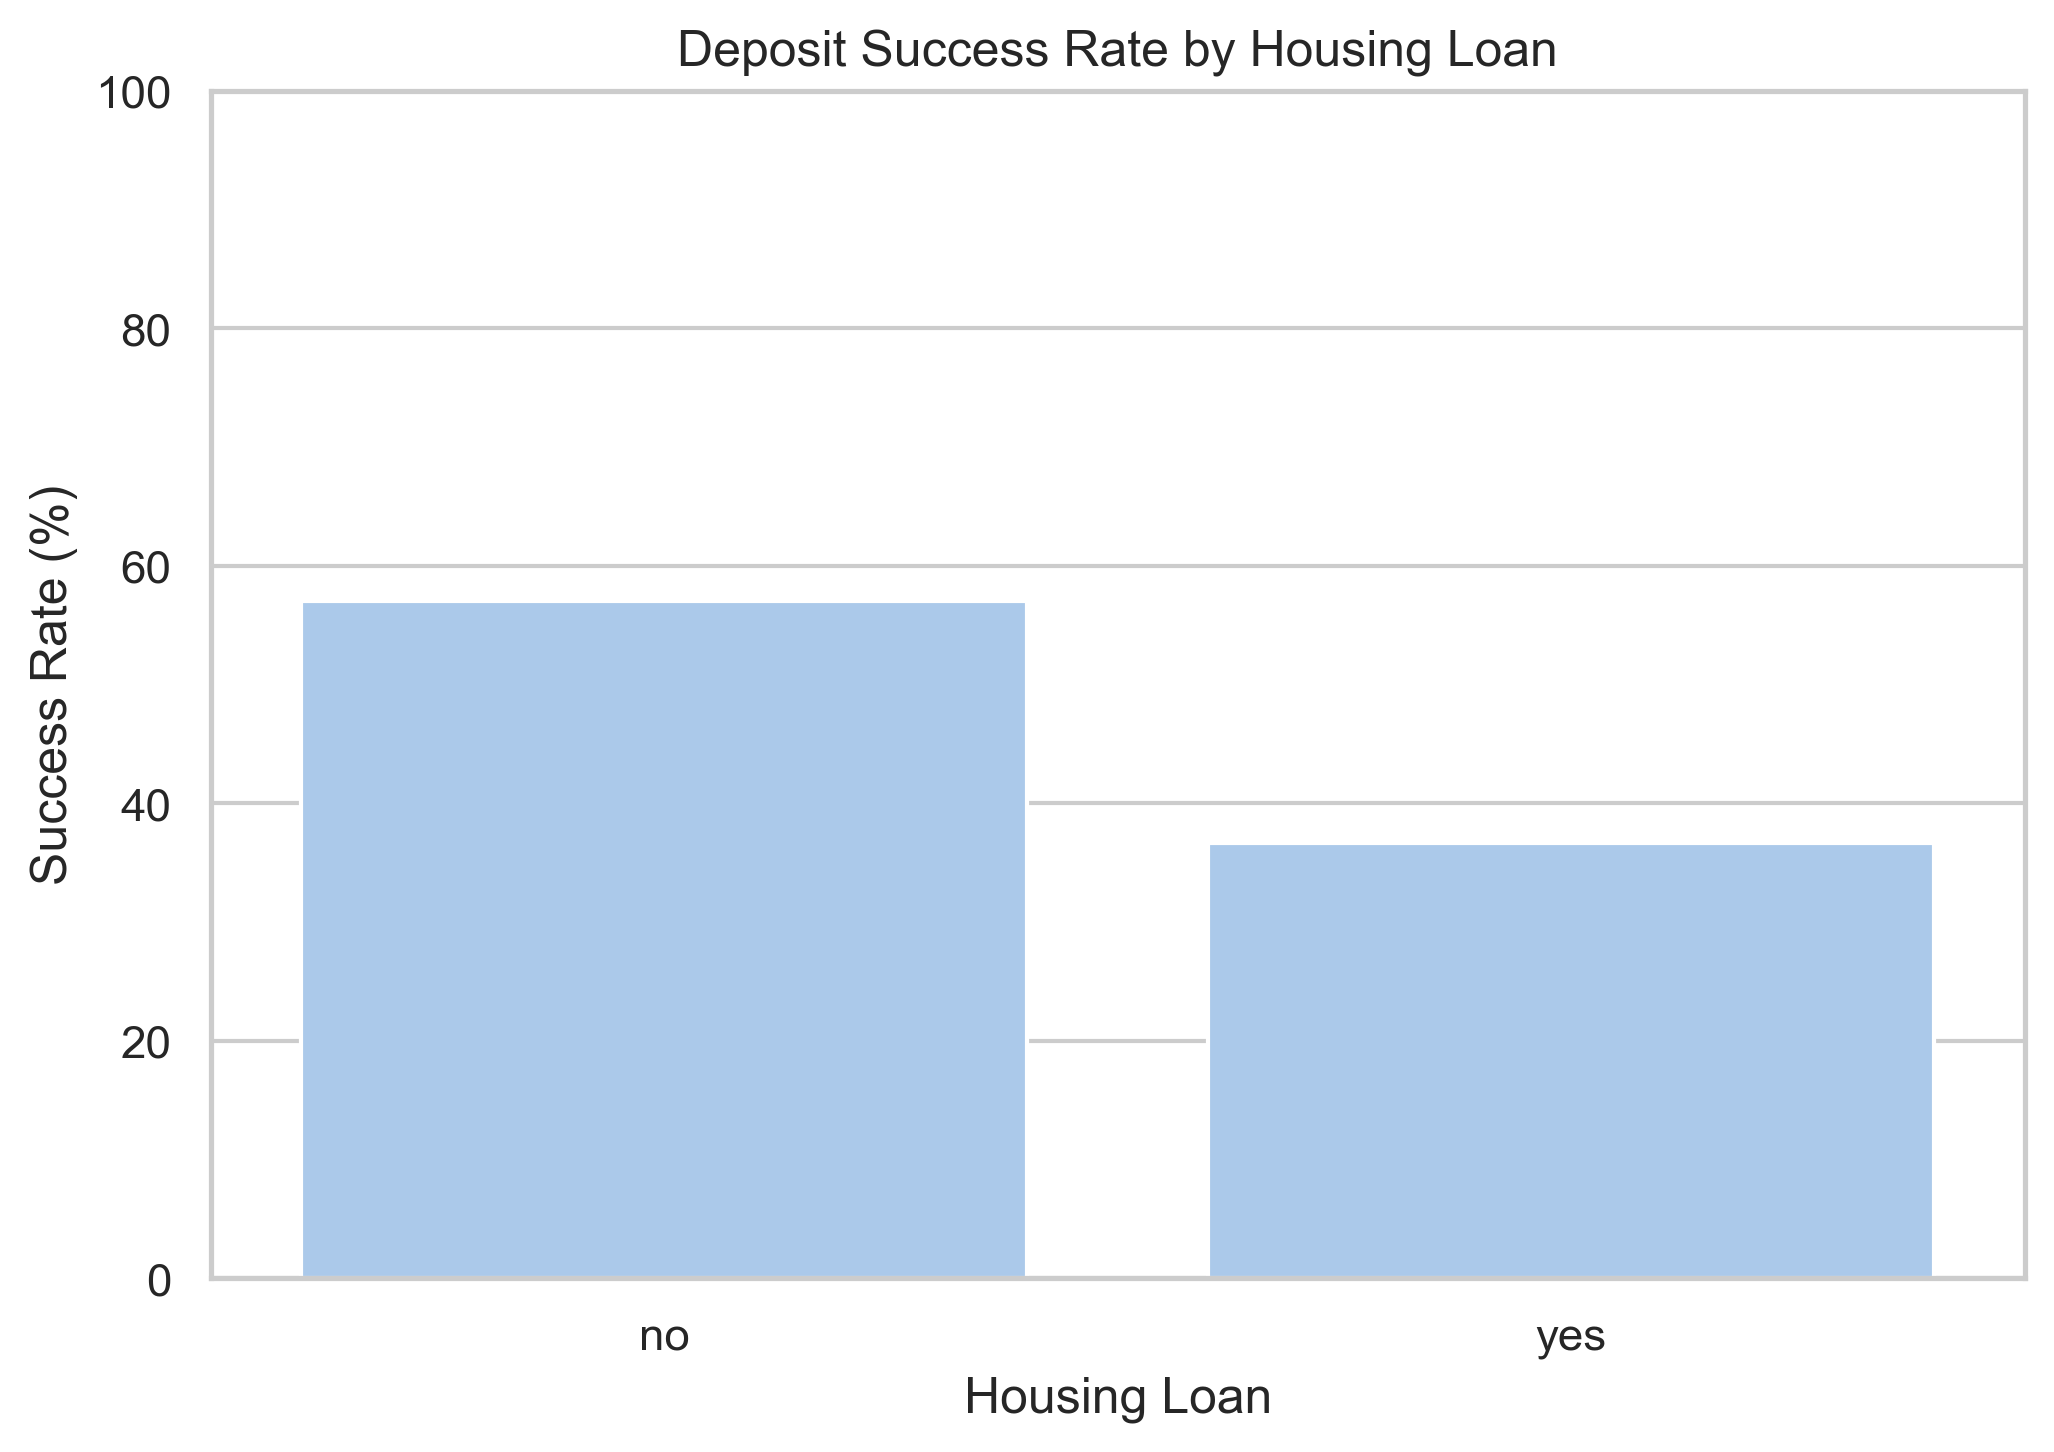 Deposit Success Rate by Housing Loan
100
80
60
40
20
0
Success Rate (%)
no
yes
Housing Loan